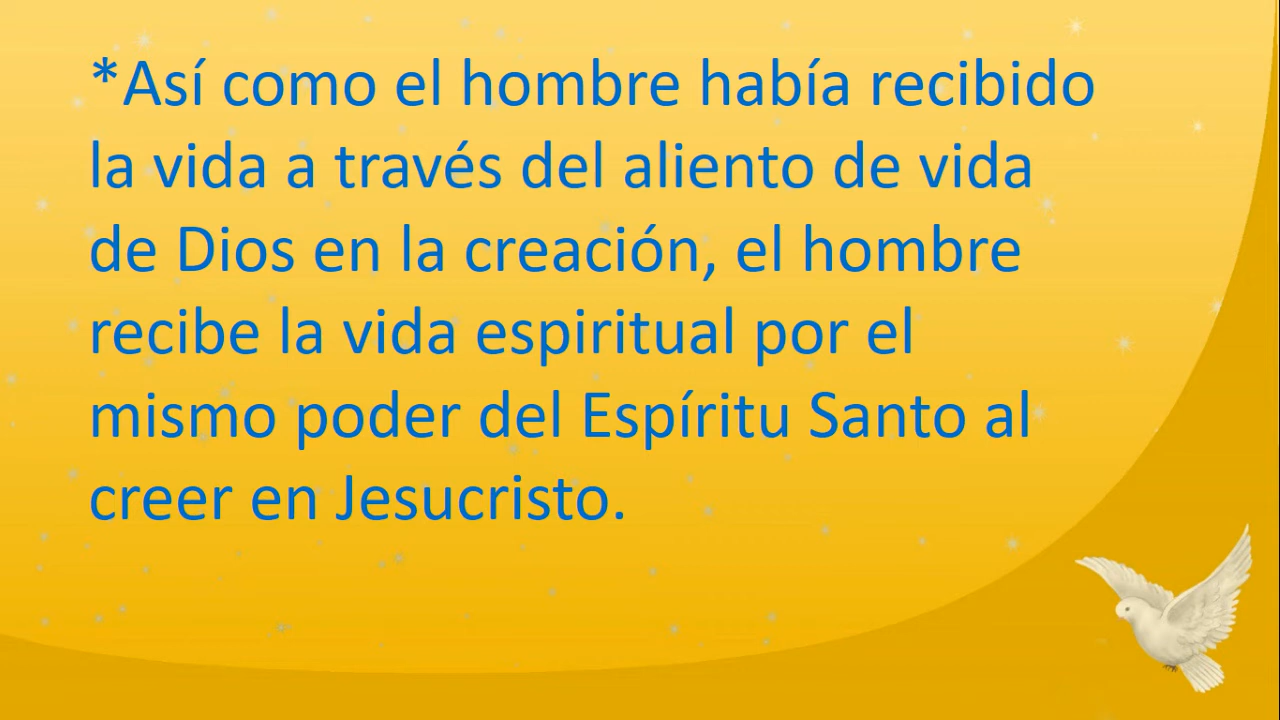 *Así como el hombre había recibido
la vida a través del aliento de vida
de Dios en la creación, el hombre
recibe la vida espiritual por el
mismo poder del Espíritu Santo al
creer en Jesucristo.